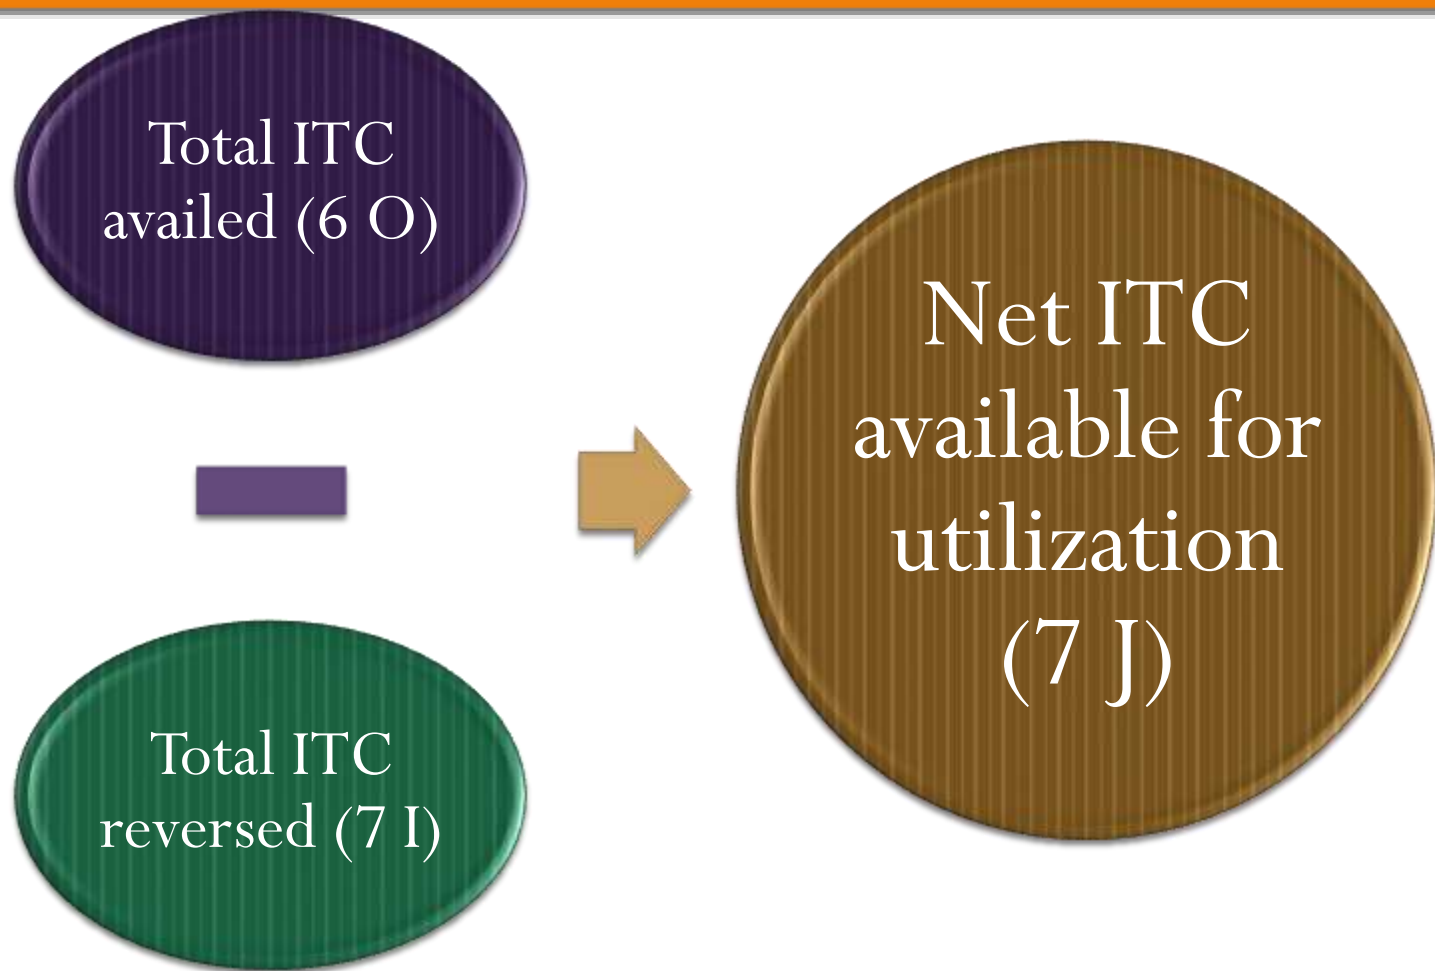 Total ITC
availed (6 O)
Total ITC
reversed (7 I)
Net ITC
available for
utilization
(7 J)